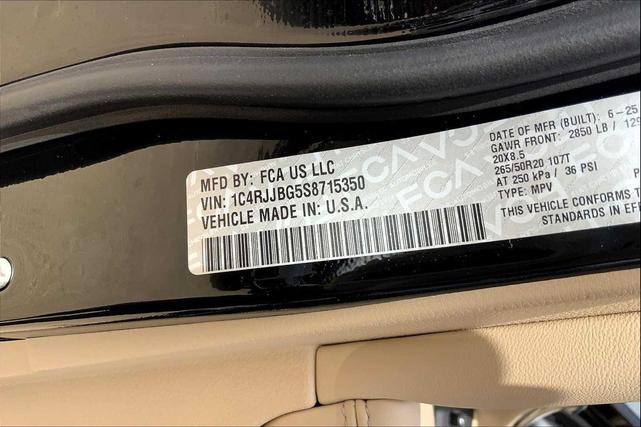 MFD BY: FCA US LLC
VIN: 1C4RJJBG5S8715350
VEHICLE MADE IN: U.S.A.
DATE OF MFR (BUILT): 6-25
GAWR FRONT: 2850 LB / 129
20X8.5
265/50R20 107T
AT 250 kPa / 36 PSI
TYPE: MPV
THIS VEHICLE CONFORMS
STANDARDS IN EFF